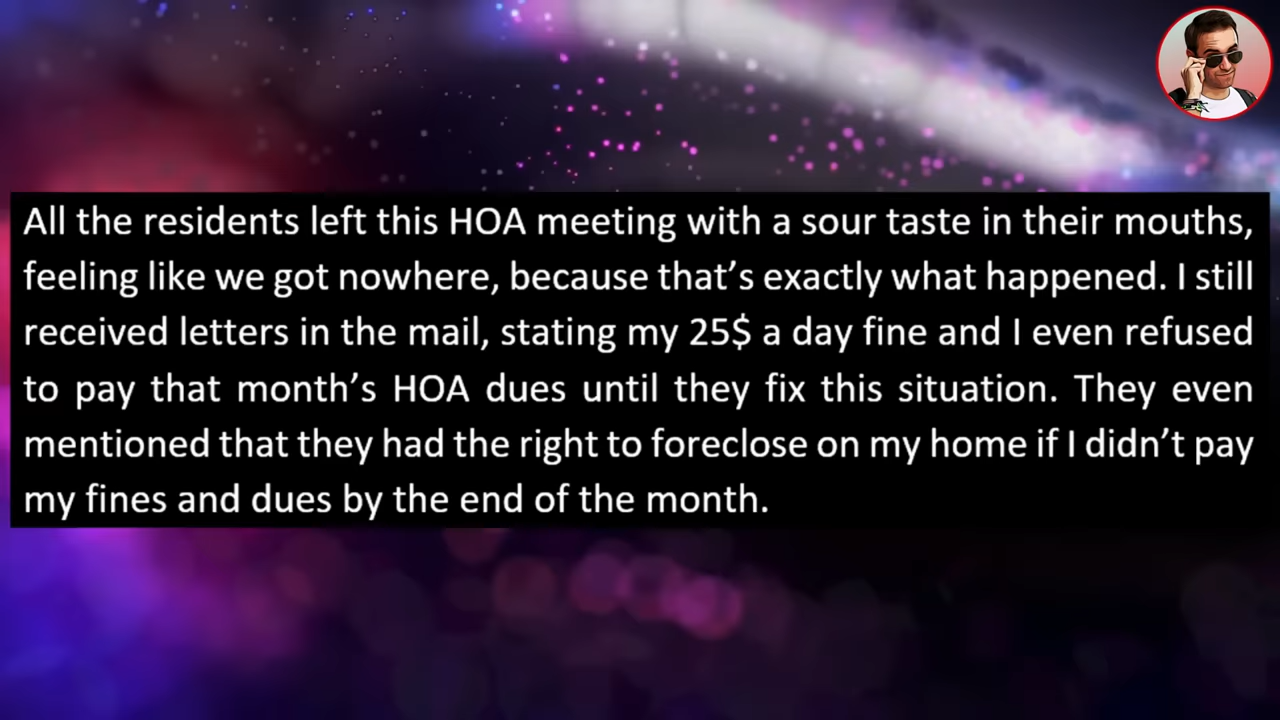 All the residents left this HOA meeting with a sour taste in their mouths,
feeling like we got nowhere, because that’s exactly what happened. I still
received letters in the mail, stating my 25$ a day fine and I even refused
to pay that month’s HOA dues until they fix this situation. They even
mentioned that they had the right to foreclose on my home if I didn’t pay
my fines and dues by the end of the month.